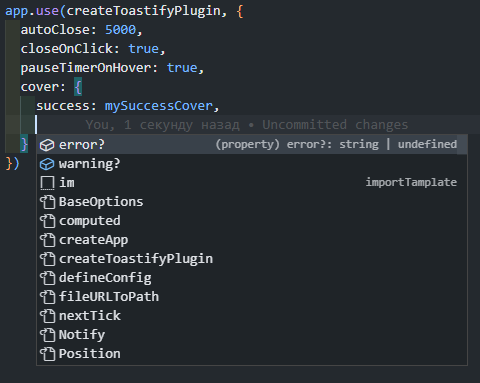 app.use(createToastifyPlugin, {
autoClose: 5000,
closeOnClick: true,
pauseTimerOnHover: true,
cover: {
success: mySuccessCover,
You, 1 секунду назад • Uncommitted changes
}
})
error? (property) error?: string | undefined
warning?
im importTamplate
BaseOptions
computed
createApp
createToastifyPlugin
defineConfig
fileURLToPath
nextTick
Notify
Position